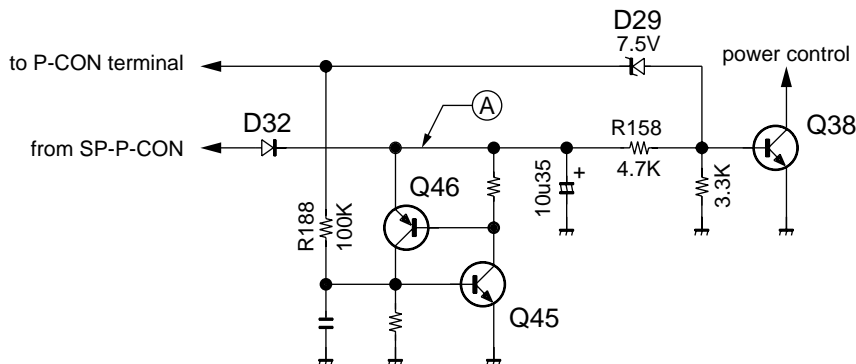 D29
7.5V
to P-CON terminal
power control
D32
R158
Q38
A
from SP-P-CON
4.7K
+
10u35
3.3K
Q46
R188
100K
Q45